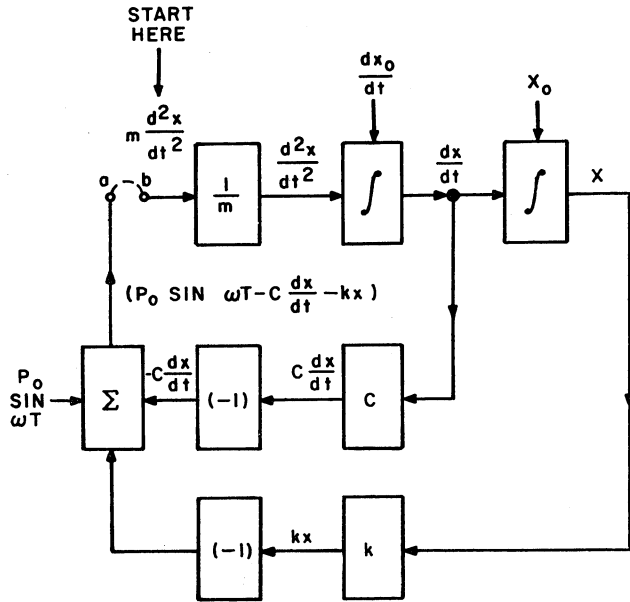 START
HERE
m d²x/dt²
dx₀/dt
X₀
a b
1/m
d²x/dt²
∫
dx/dt
∫
X
(P₀ SIN ωT-C dx/dt -kx)
P₀
SIN
ωT
Σ
-C dx/dt
(-1)
C dx/dt
C
(-1)
kx
k